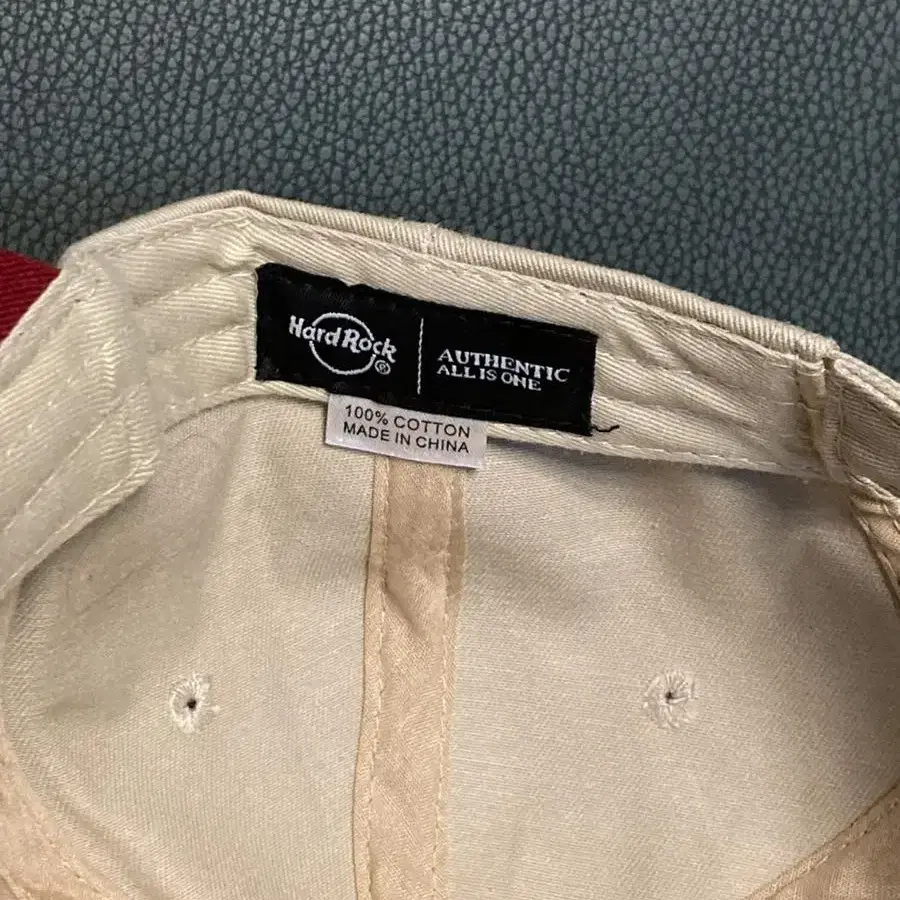 Hard Rock
®
AUTHENTIC
ALL IS ONE
100% COTTON
MADE IN CHINA